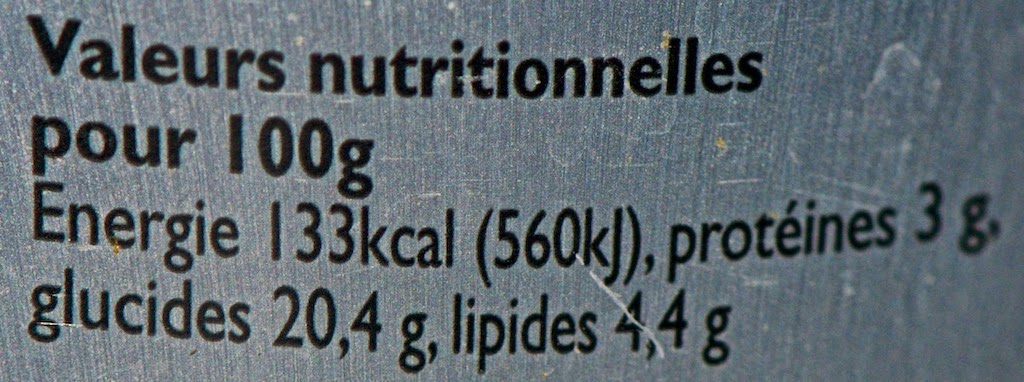 Valeurs nutritionnelles
pour 100g
Energie 133kcal (560kJ), protéines 3 g,
glucides 20,4 g, lipides 4,4 g